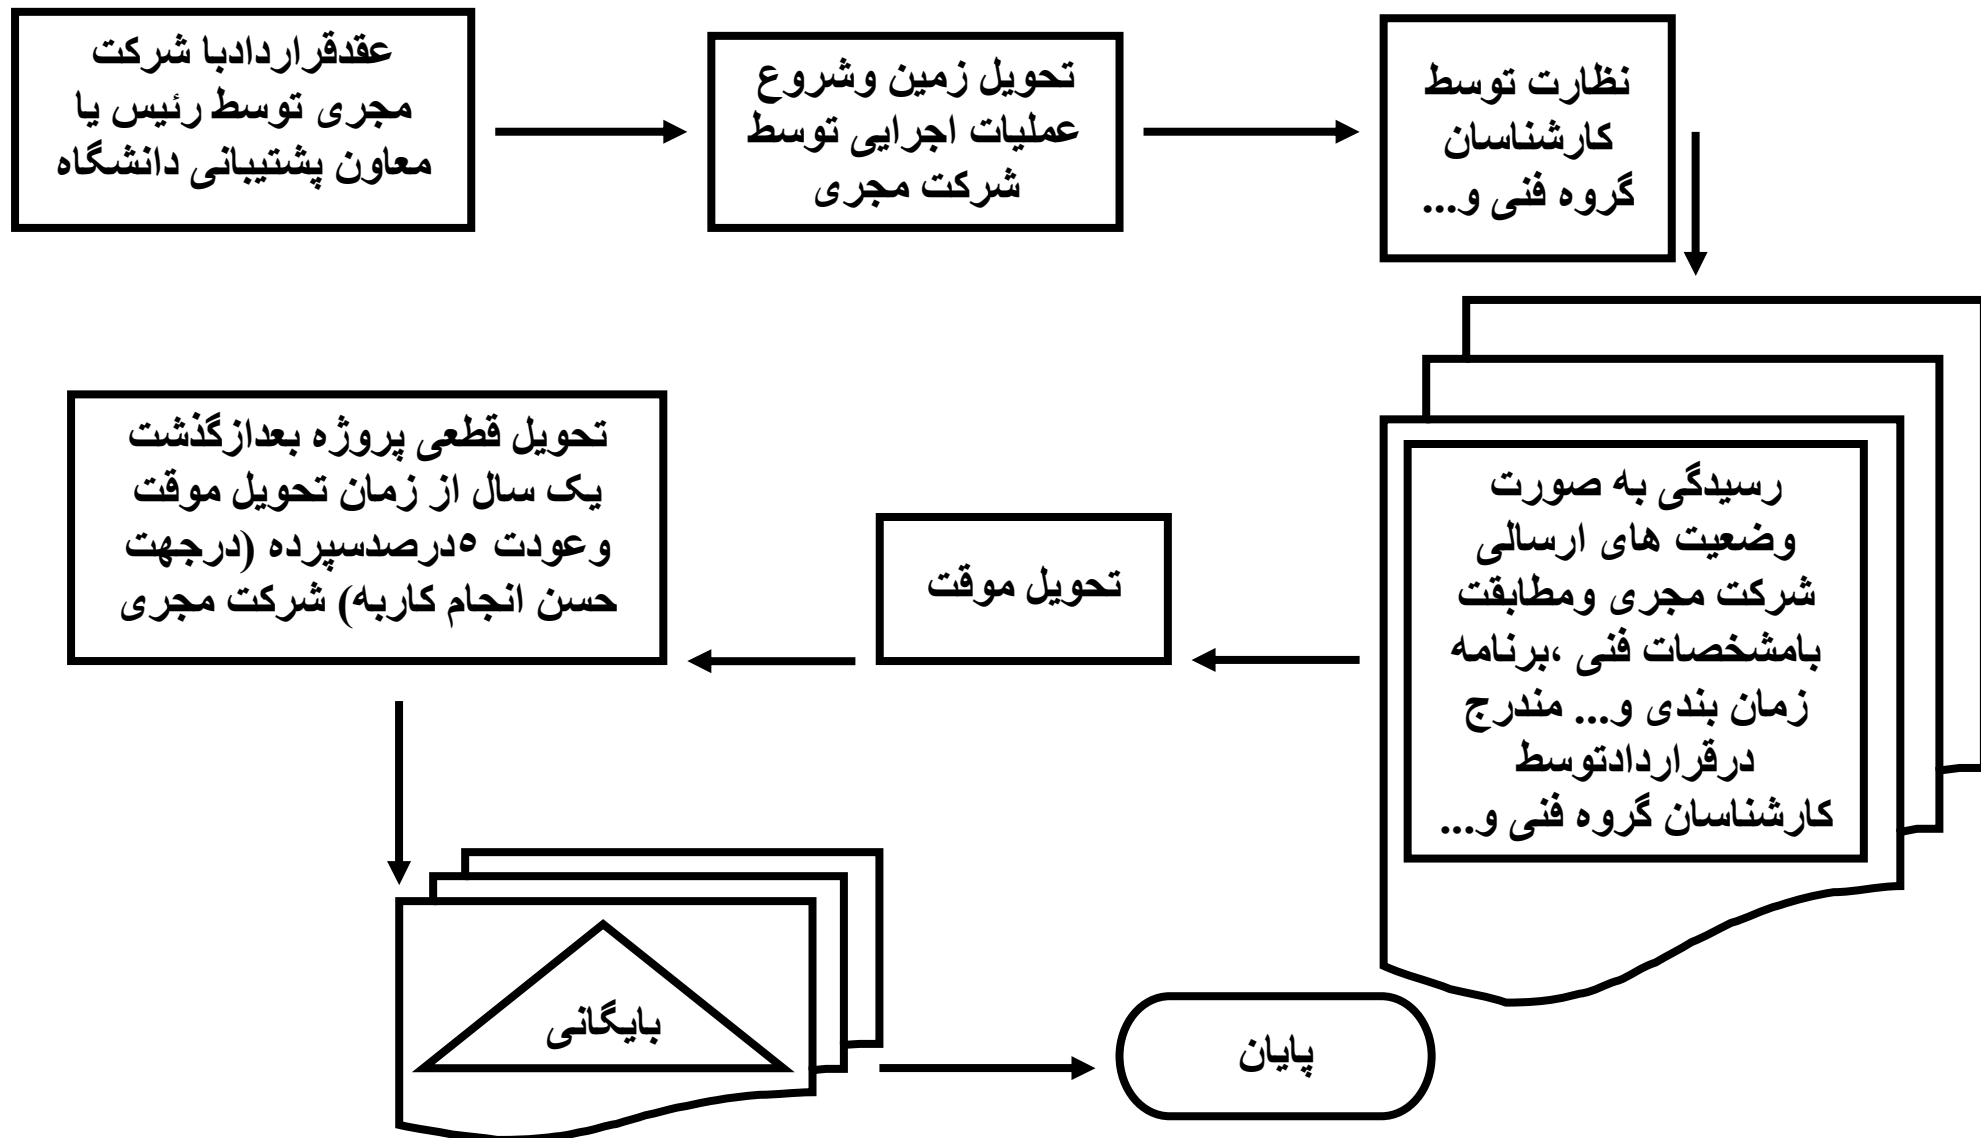 عقدقراردادبا شرکت
مجری توسط رئیس یا
معاون پشتیبانی دانشگاه
تحویل زمین وشروع
عملیات اجرایی توسط
شرکت مجری
نظارت توسط
کارشناسان
گروه فنی و...
رسیدگی به صورت
وضعیت های ارسالی
شرکت مجری ومطابقت
بامشخصات فنی ،برنامه
زمان بندی و... مندرج
درقراردادتوسط
کارشناسان گروه فنی و...
تحویل موقت
تحویل قطعی پروژه بعدازگذشت
یک سال از زمان تحویل موقت
وعودت ۵درصدسپرده (درجهت
حسن انجام کاربه) شرکت مجری
بایگانی
پایان